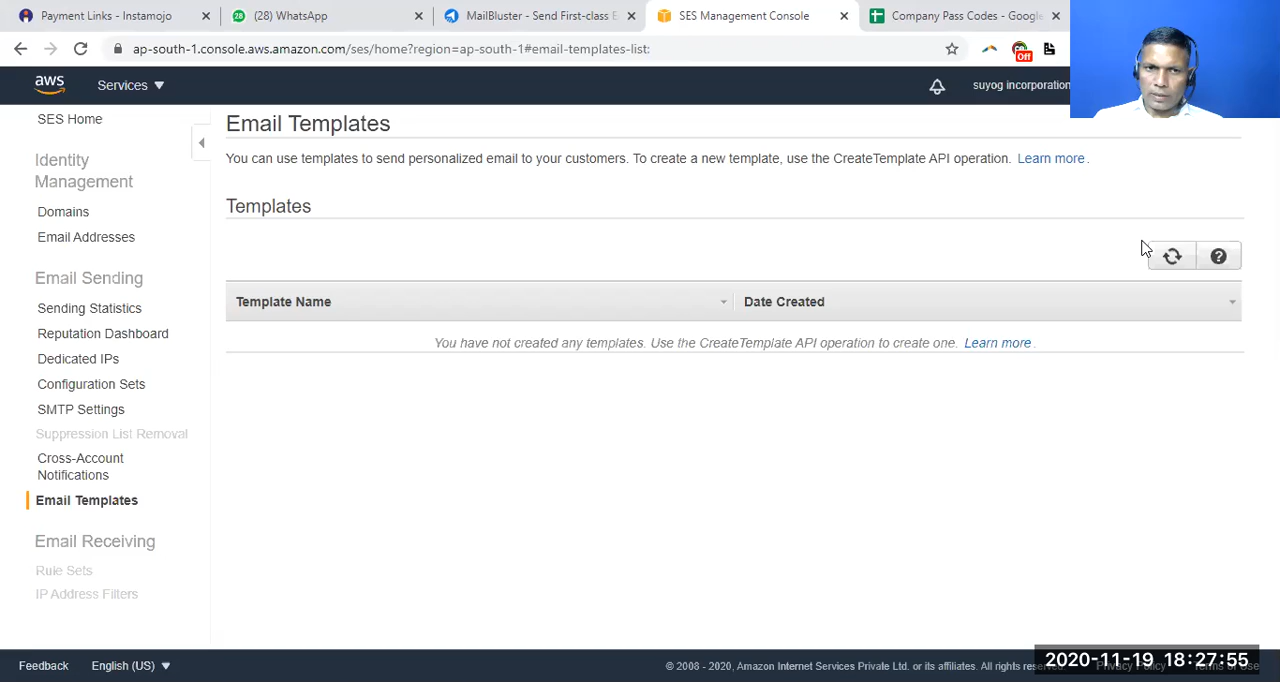 Payment Links - Instamojo
(28) WhatsApp
MailBluster - Send First-class E
SES Management Console
Company Pass Codes - Google
ap-south-1.console.aws.amazon.com/ses/home?region=ap-south-1#email-templates-list:
Off
aws
Services
suyog incorporation
SES Home
Identity
Management
Domains
Email Addresses
Email Sending
Sending Statistics
Reputation Dashboard
Dedicated IPs
Configuration Sets
SMTP Settings
Suppression List Removal
Cross-Account
Notifications
Email Templates
Email Receiving
Rule Sets
IP Address Filters
Email Templates
You can use templates to send personalized email to your customers. To create a new template, use the CreateTemplate API operation. Learn more.
Templates
Template Name
Date Created
You have not created any templates. Use the CreateTemplate API operation to create one. Learn more.
Feedback
English (US)
© 2008 - 2020, Amazon Internet Services Private Ltd. or its affiliates. All rights reserved.
Privacy Policy
Terms of Use
2020-11-19 18:27:55